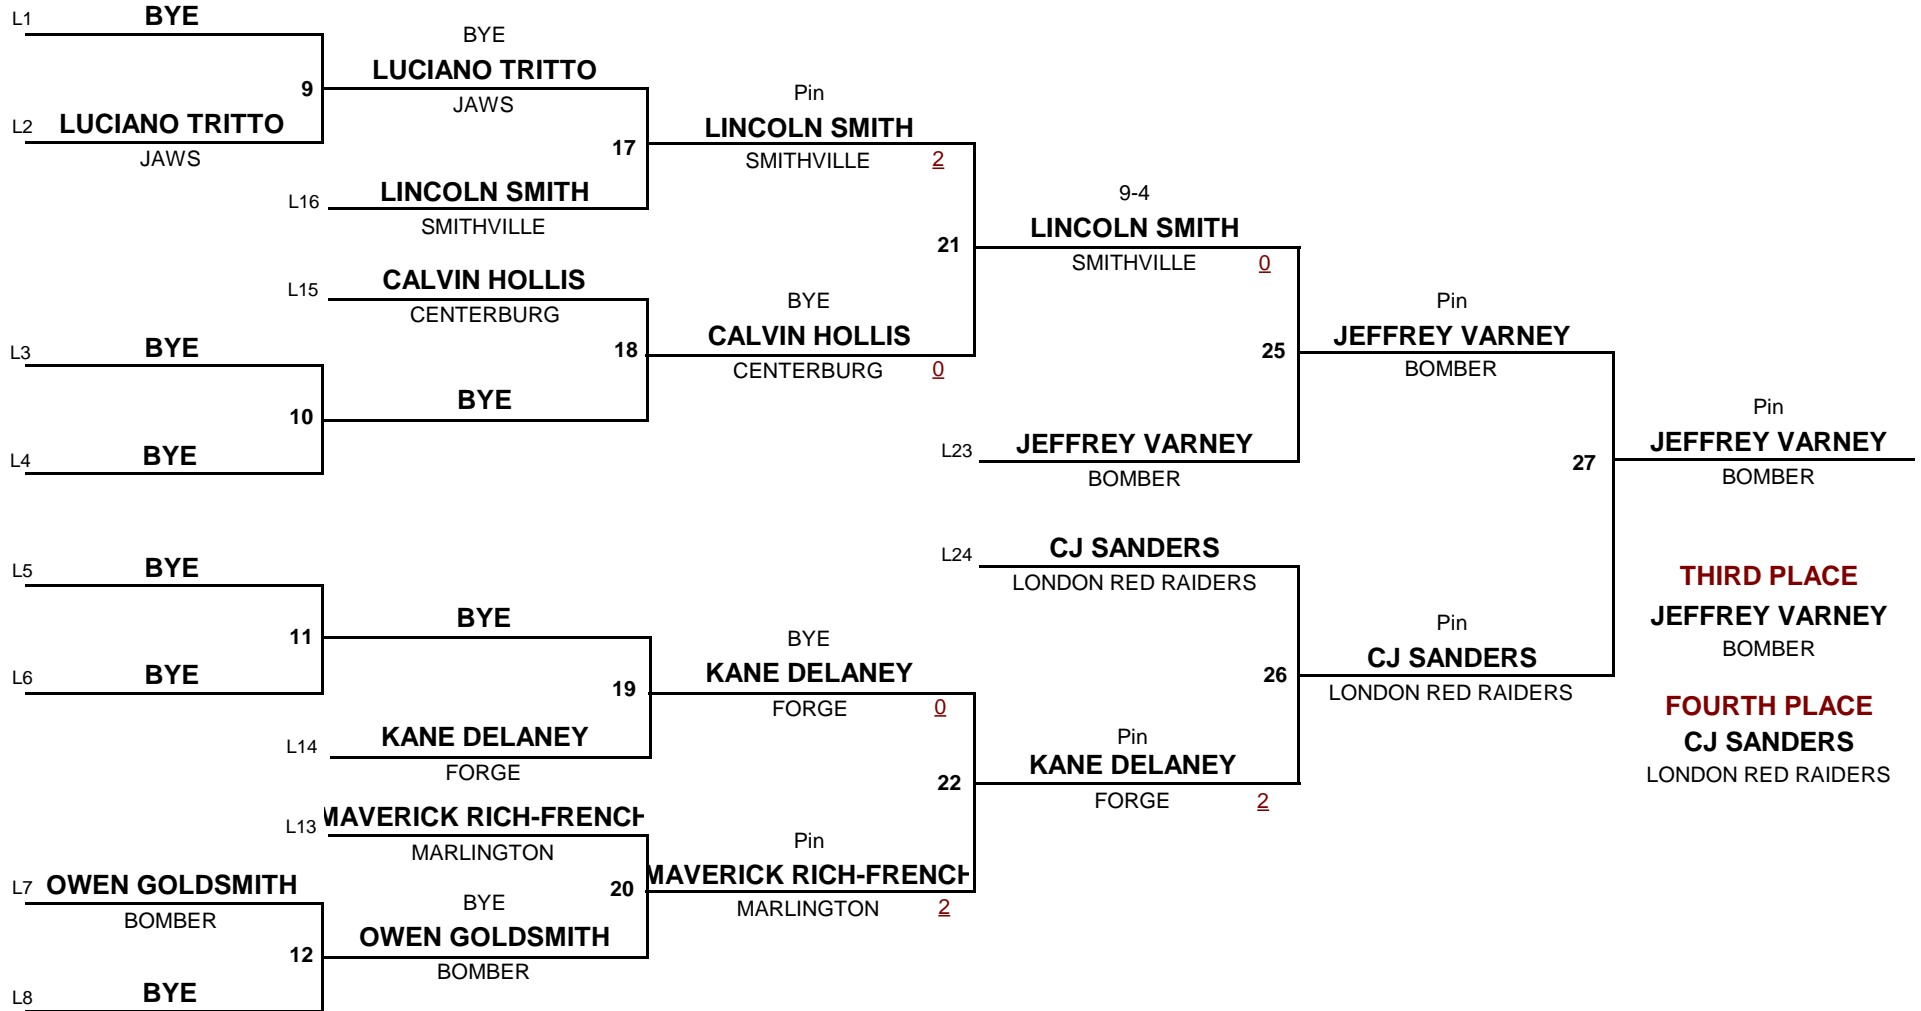 L1 BYE
9
L2 LUCIANO TRITTO
JAWS
BYE
LUCIANO TRITTO
JAWS
17
L16 LINCOLN SMITH
SMITHVILLE
Pin
LINCOLN SMITH
SMITHVILLE 2
L15 CALVIN HOLLIS
CENTERBURG
L3 BYE
10
L4 BYE
18
BYE
BYE
CALVIN HOLLIS
CENTERBURG 0
21
9-4
LINCOLN SMITH
SMITHVILLE 0
25
L23 JEFFREY VARNEY
BOMBER
Pin
JEFFREY VARNEY
BOMBER
L5 BYE
11
L6 BYE
BYE
19
L14 KANE DELANEY
FORGE
BYE
KANE DELANEY
FORGE 0
L13 MAVERICK RICH-FRENCH
MARLINGTON
L7 OWEN GOLDSMITH
BOMBER
12
L8 BYE
20
BYE
OWEN GOLDSMITH
BOMBER
Pin
MAVERICK RICH-FRENCH
MARLINGTON 2
22
L24 CJ SANDERS
LONDON RED RAIDERS
26
Pin
KANE DELANEY
FORGE 2
Pin
CJ SANDERS
LONDON RED RAIDERS
27
Pin
JEFFREY VARNEY
BOMBER
THIRD PLACE
JEFFREY VARNEY
BOMBER
FOURTH PLACE
CJ SANDERS
LONDON RED RAIDERS